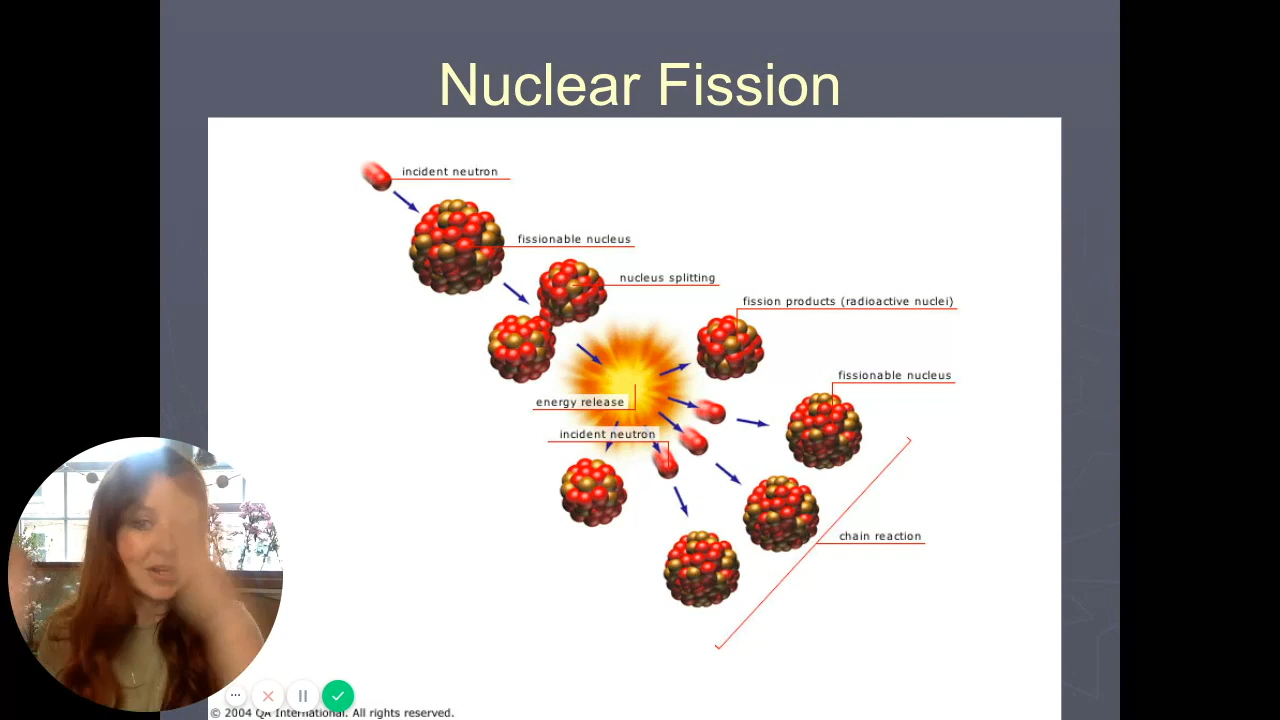 Nuclear Fission
incident neutron
fissionable nucleus
nucleus splitting
fission products (radioactive nuclei)
fissionable nucleus
energy release
incident neutron
chain reaction
© 2004 QA International. All rights reserved.